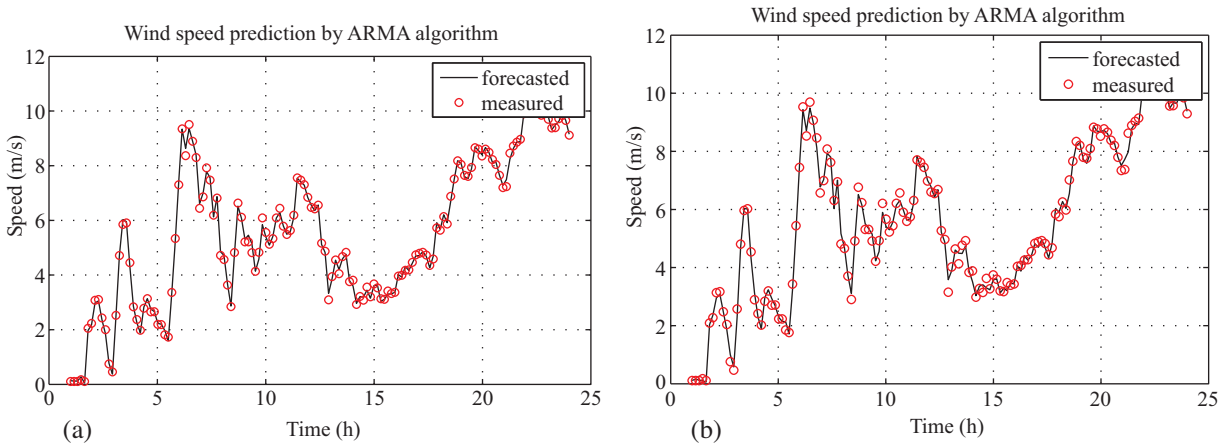 Wind speed prediction by ARMA algorithm
12
10
8
6
4
2
0
Speed (m/s)
forecasted
measured
0
5
10
15
20
25
Time (h)
(a)
Wind speed prediction by ARMA algorithm
12
10
8
6
4
2
0
Speed (m/s)
forecasted
measured
0
5
10
15
20
25
Time (h)
(b)